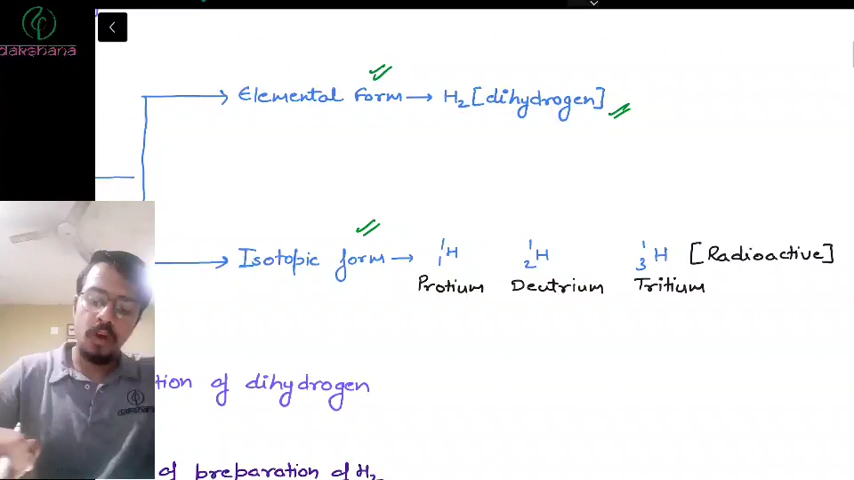 dakshana
Elemental form → H₂ [dihydrogen]
Isotopic form → ¹₁H ¹₂H ¹₃H [Radioactive]
Protium Deutrium Tritium
tion of dihydrogen
dakshana
of preparation of H₂